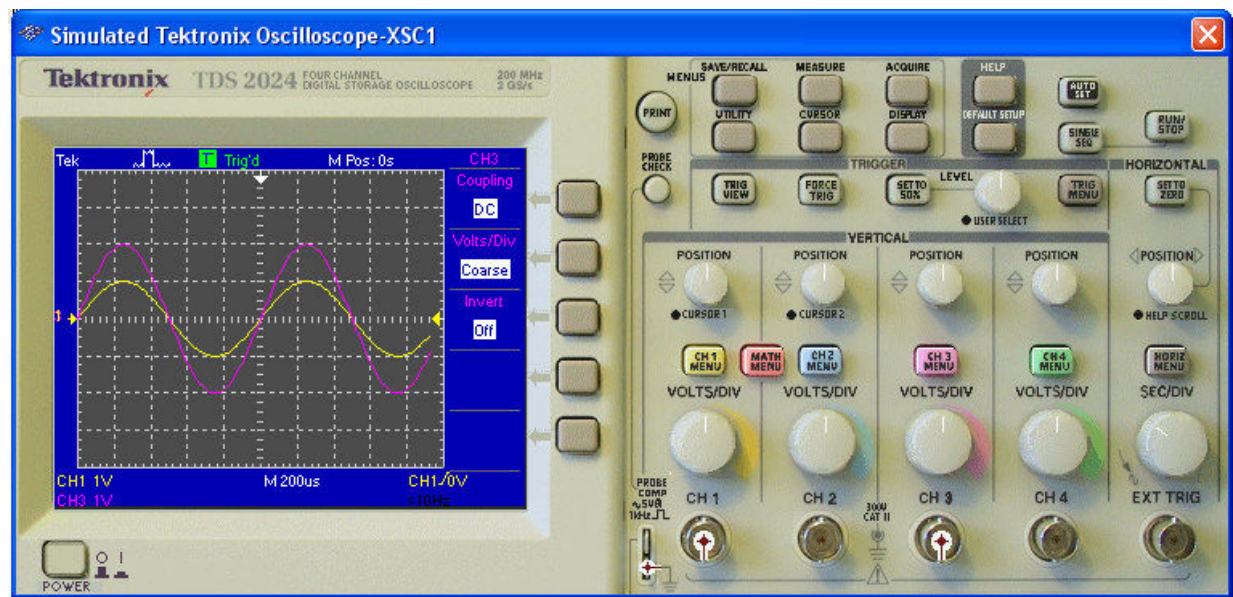 Simulated Tektronix Oscilloscope-XSC1
Tektronix TDS 2024 FOUR CHANNEL DIGITAL STORAGE OSCILLOSCOPE 200 MHz 2 GS/s
Tek T Trig'd M Pos: 0s CH3
Coupling
DC
Volts/Div
Coarse
Invert
Off
1
CH1 1V M 200us CH1 0V
CH3 1V <10Hz
POWER
O I
MENUS
SAVE/RECALL MEASURE ACQUIRE HELP
PRINT
UTILITY CURSOR DISPLAY DEFAULT SETUP
AUTO SET
SINGLE SEQ
RUN/STOP
PROBE CHECK
TRIGGER
HORIZONTAL
TRIG VIEW
FORCE TRIG
SET TO 50%
LEVEL
USER SELECT
TRIG MENU
SET TO ZERO
VERTICAL
POSITION POSITION POSITION POSITION POSITION
CURSOR 1 CURSOR 2 HELP SCROLL
CH 1 MENU
MATH MENU
CH 2 MENU
CH 3 MENU
CH 4 MENU
HORIZ MENU
VOLTS/DIV VOLTS/DIV VOLTS/DIV VOLTS/DIV SEC/DIV
PROBE COMP
~5V@
1kHz
CH 1 CH 2 CH 3 CH 4 EXT TRIG
300V
CAT II